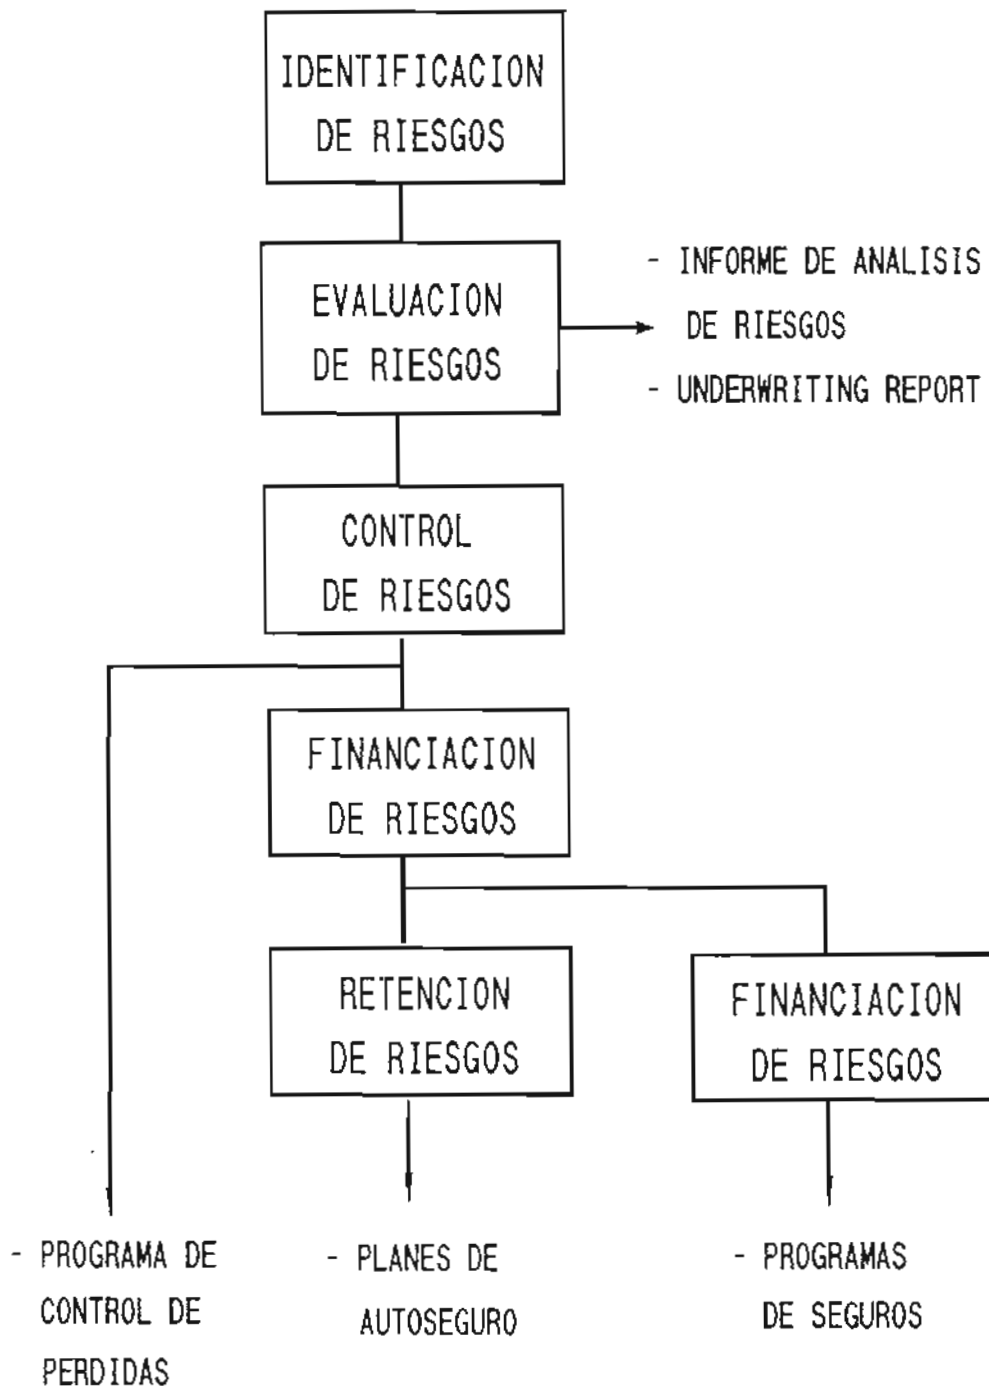 IDENTIFICACION
DE RIESGOS
EVALUACION
DE RIESGOS
- INFORME DE ANALISIS
DE RIESGOS
- UNDERWRITING REPORT
CONTROL
DE RIESGOS
FINANCIACION
DE RIESGOS
RETENCION
DE RIESGOS
FINANCIACION
DE RIESGOS
- PROGRAMA DE
CONTROL DE
PERDIDAS
- PLANES DE
AUTOSEGURO
- PROGRAMAS
DE SEGUROS